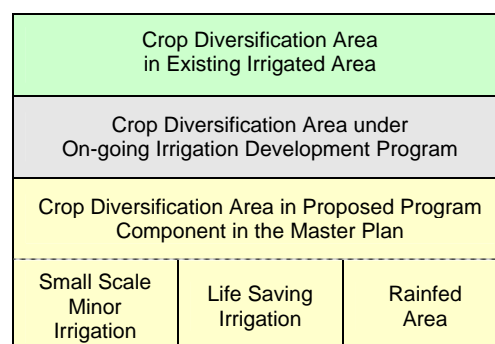 Crop Diversification Area
in Existing Irrigated Area
Crop Diversification Area under
On-going Irrigation Development Program
Crop Diversification Area in Proposed Program
Component in the Master Plan
Small Scale
Minor
Irrigation
Life Saving
Irrigation
Rainfed
Area